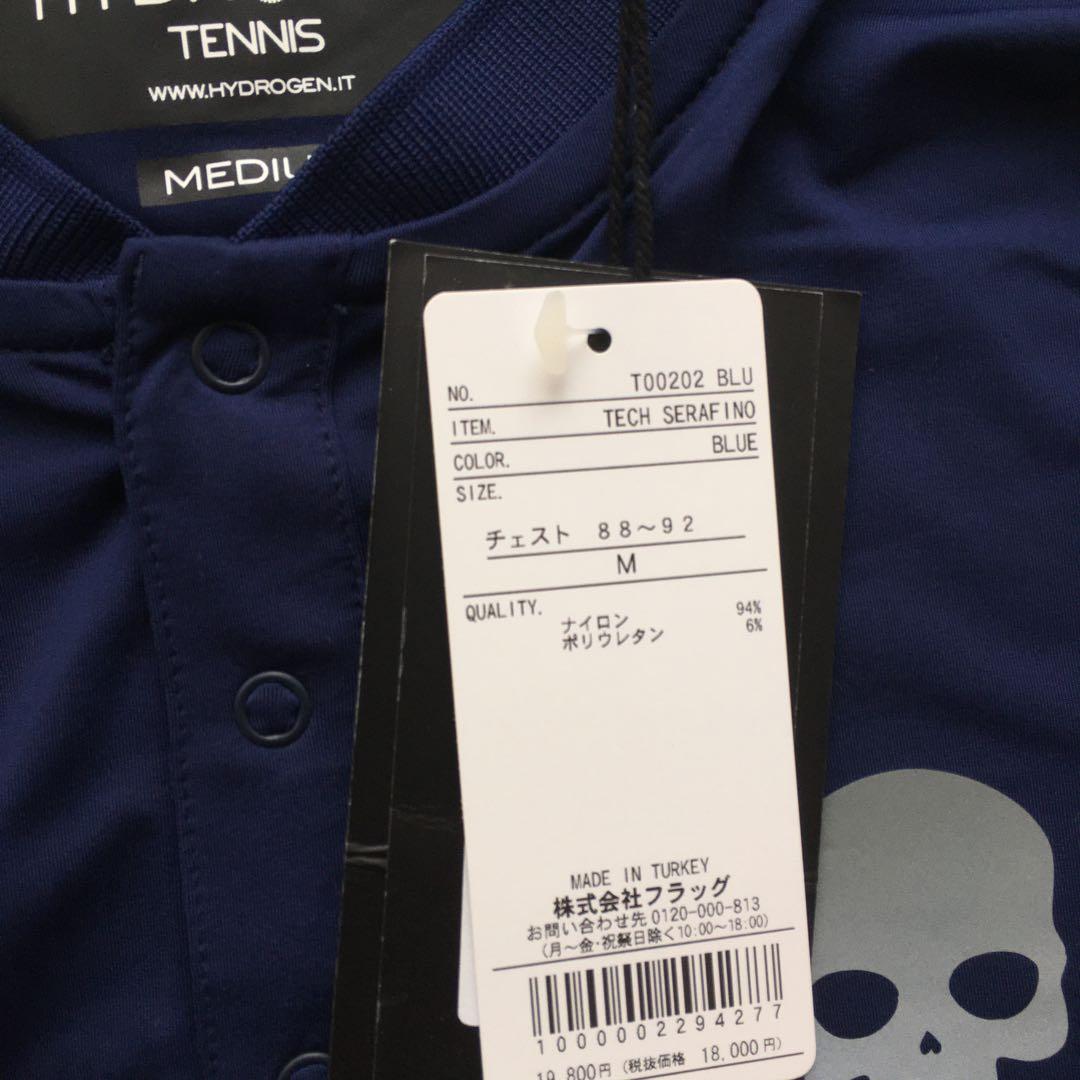 TENNIS
WWW.HYDROGEN.IT
NO. T00202 BLU
ITEM. TECH SERAFINO
COLOR. BLUE
SIZE.
チェスト 88～92
M
QUALITY.
ナイロン 94%
ポリウレタン 6%
MADE IN TURKEY
株式会社フラッグ
お問い合わせ先 0120-000-813
(月～金・祝祭日除く10:00～18:00)
1000002294277
19,800円 (税抜価格 18,000円)